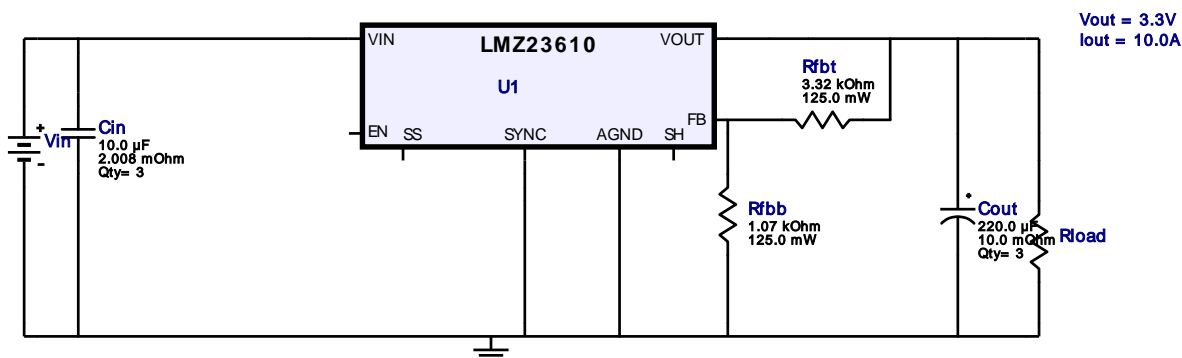 Vout = 3.3V
Iout = 10.0A
VIN
LMZ23610
VOUT
U1
Rfbt
3.32 kOhm
125.0 mW
FB
EN
SS
SYNC
AGND
SH
+
Vin
-
Cin
10.0 µF
2.008 mOhm
Qty= 3
Rfbb
1.07 kOhm
125.0 mW
Cout
220.0 µF
10.0 mOhm
Qty= 3
Rload